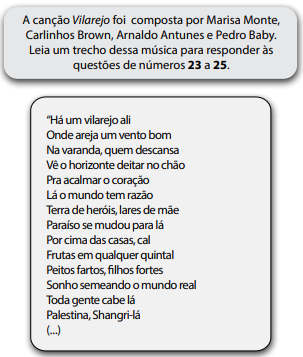 A canção Vilarejo foi composta por Marisa Monte,
Carlinhos Brown, Arnaldo Antunes e Pedro Baby.
Leia um trecho dessa música para responder às
questões de números 23 a 25.
“Há um vilarejo ali
Onde areja um vento bom
Na varanda, quem descansa
Vê o horizonte deitar no chão
Pra acalmar o coração
Lá o mundo tem razão
Terra de heróis, lares de mãe
Paraíso se mudou para lá
Por cima das casas, cal
Frutas em qualquer quintal
Peitos fartos, filhos fortes
Sonho semeando o mundo real
Toda gente cabe lá
Palestina, Shangri-lá
(...)